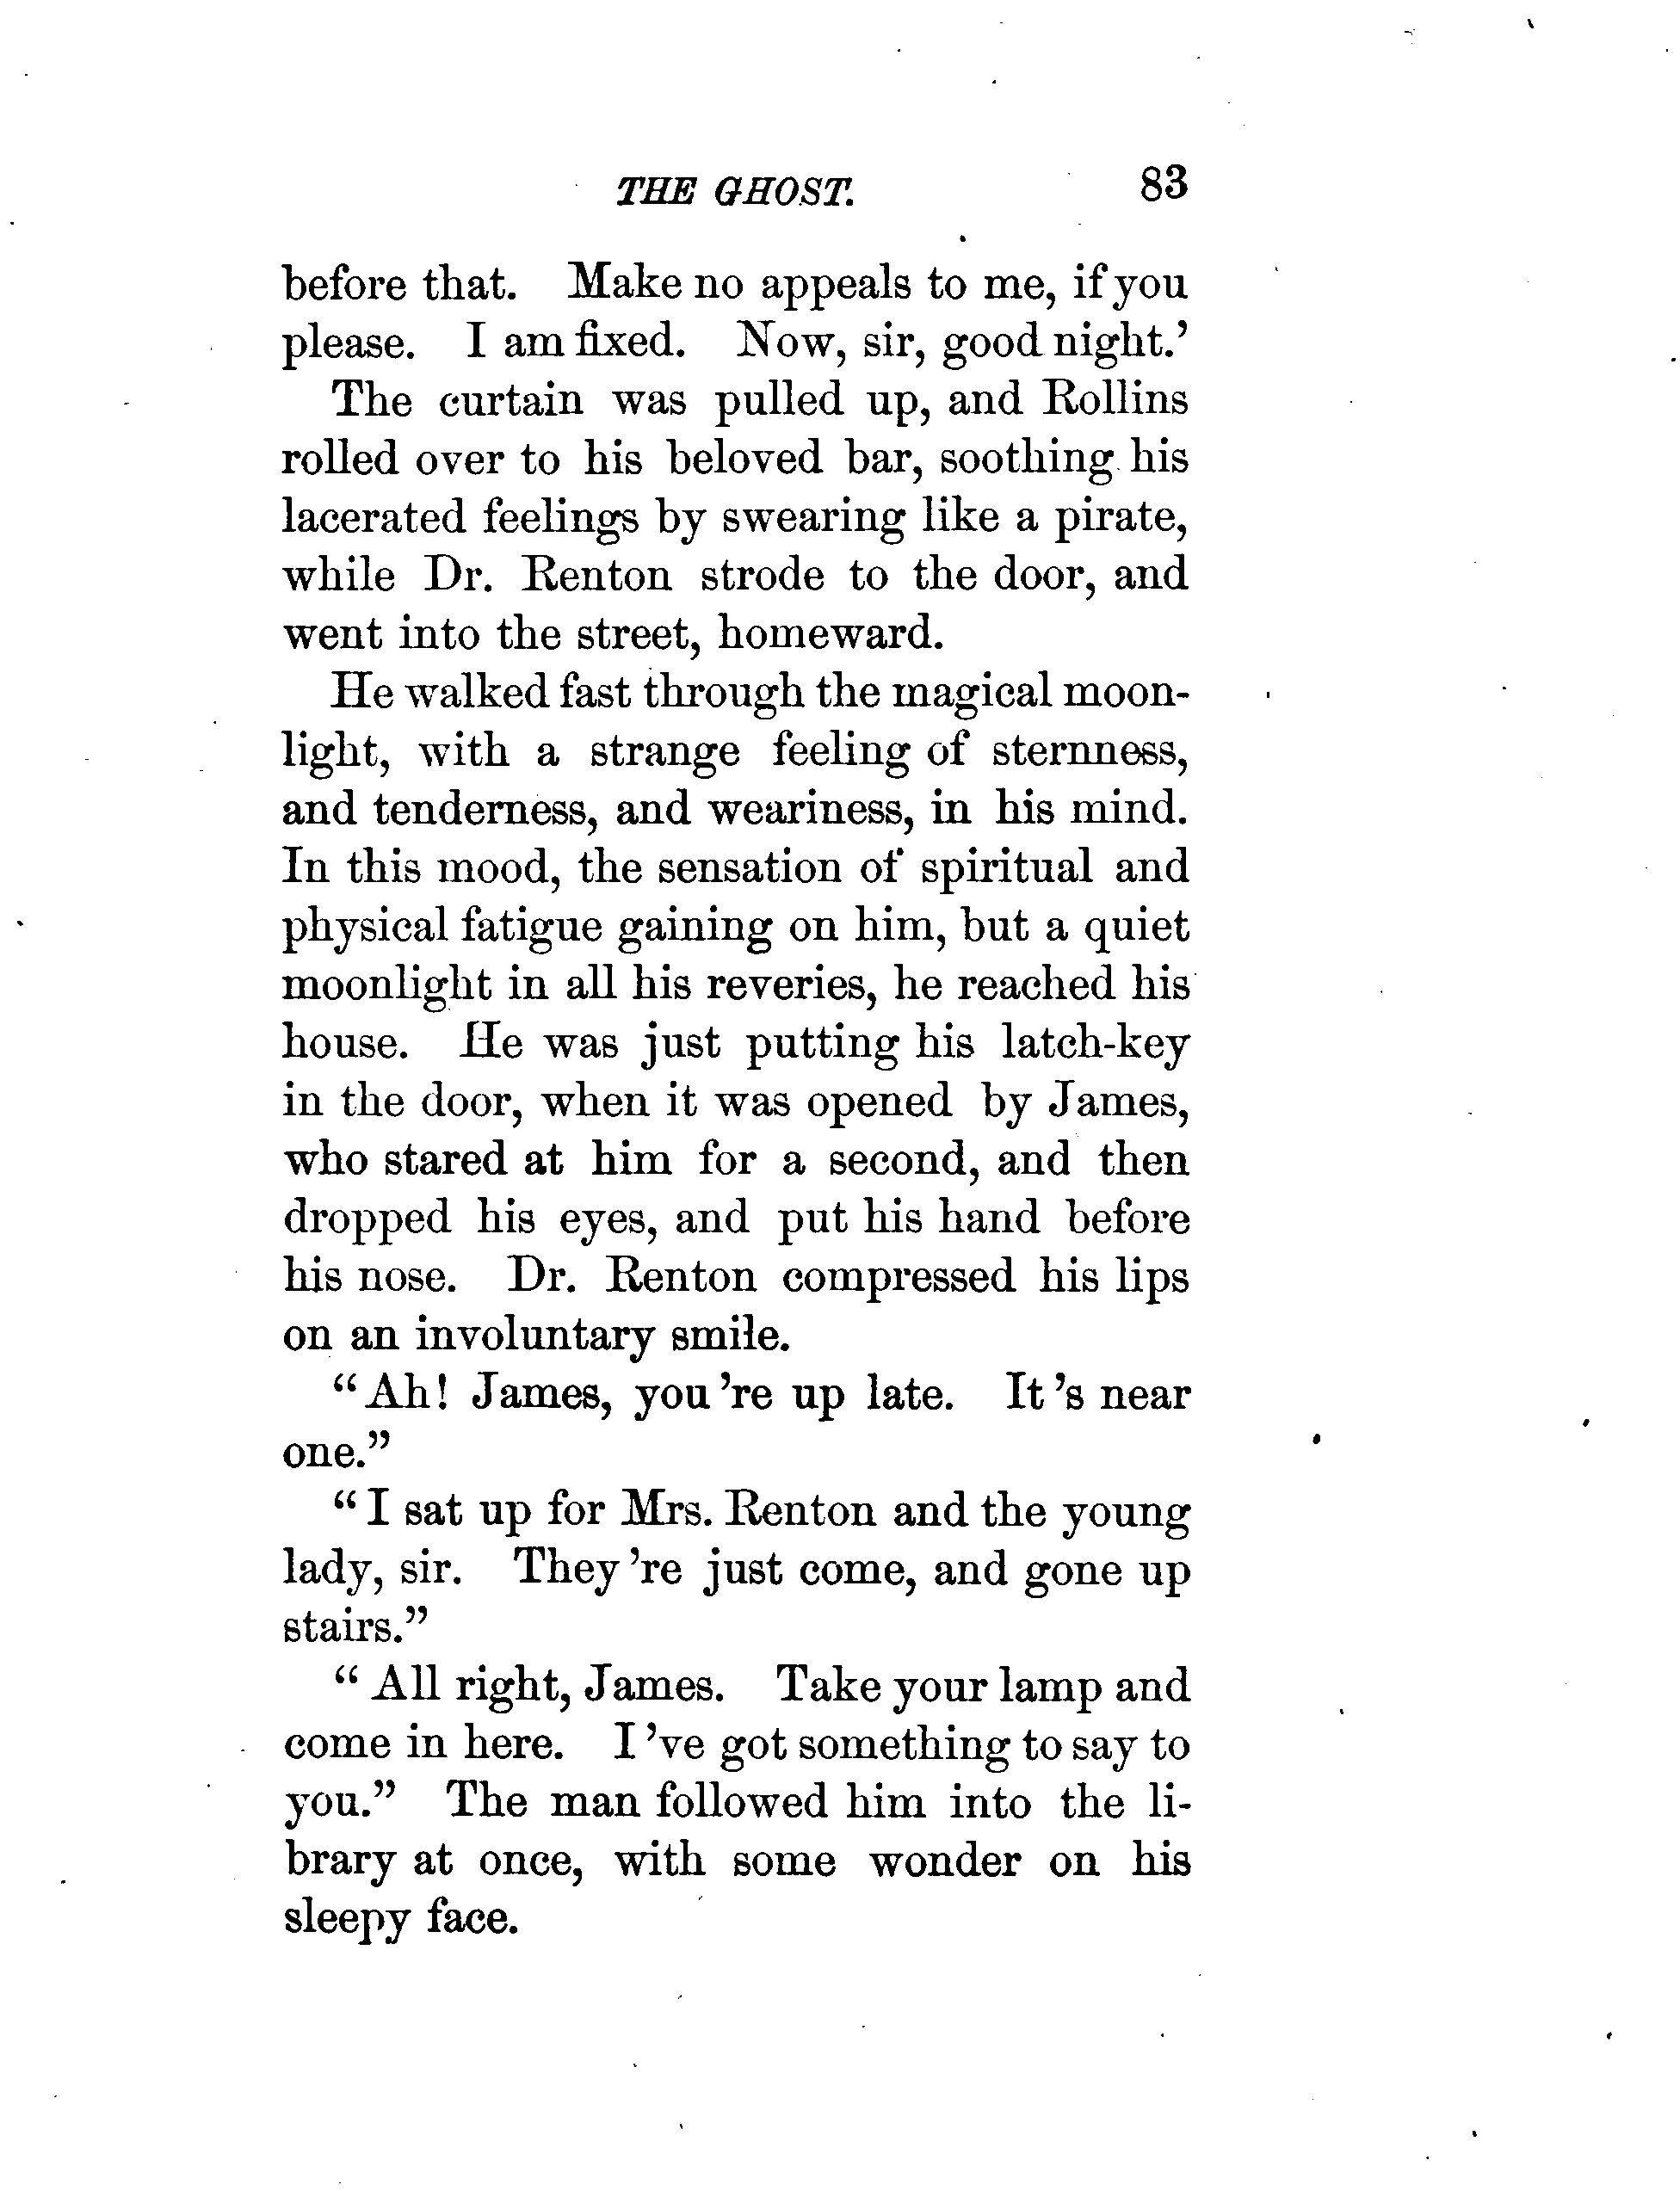 THE GHOST. 83
before that. Make no appeals to me, if you
please. I am fixed. Now, sir, good night.’
The curtain was pulled up, and Rollins
rolled over to his beloved bar, soothing his
lacerated feelings by swearing like a pirate,
while Dr. Renton strode to the door, and
went into the street, homeward.
He walked fast through the magical moon-
light, with a strange feeling of sternness,
and tenderness, and weariness, in his mind.
In this mood, the sensation of spiritual and
physical fatigue gaining on him, but a quiet
moonlight in all his reveries, he reached his
house. He was just putting his latch-key
in the door, when it was opened by James,
who stared at him for a second, and then
dropped his eyes, and put his hand before
his nose. Dr. Renton compressed his lips
on an involuntary smile.
“Ah! James, you ’re up late. It ’s near
one.”
“I sat up for Mrs. Renton and the young
lady, sir. They ’re just come, and gone up
stairs.”
“All right, James. Take your lamp and
come in here. I ’ve got something to say to
you.” The man followed him into the li-
brary at once, with some wonder on his
sleepy face.